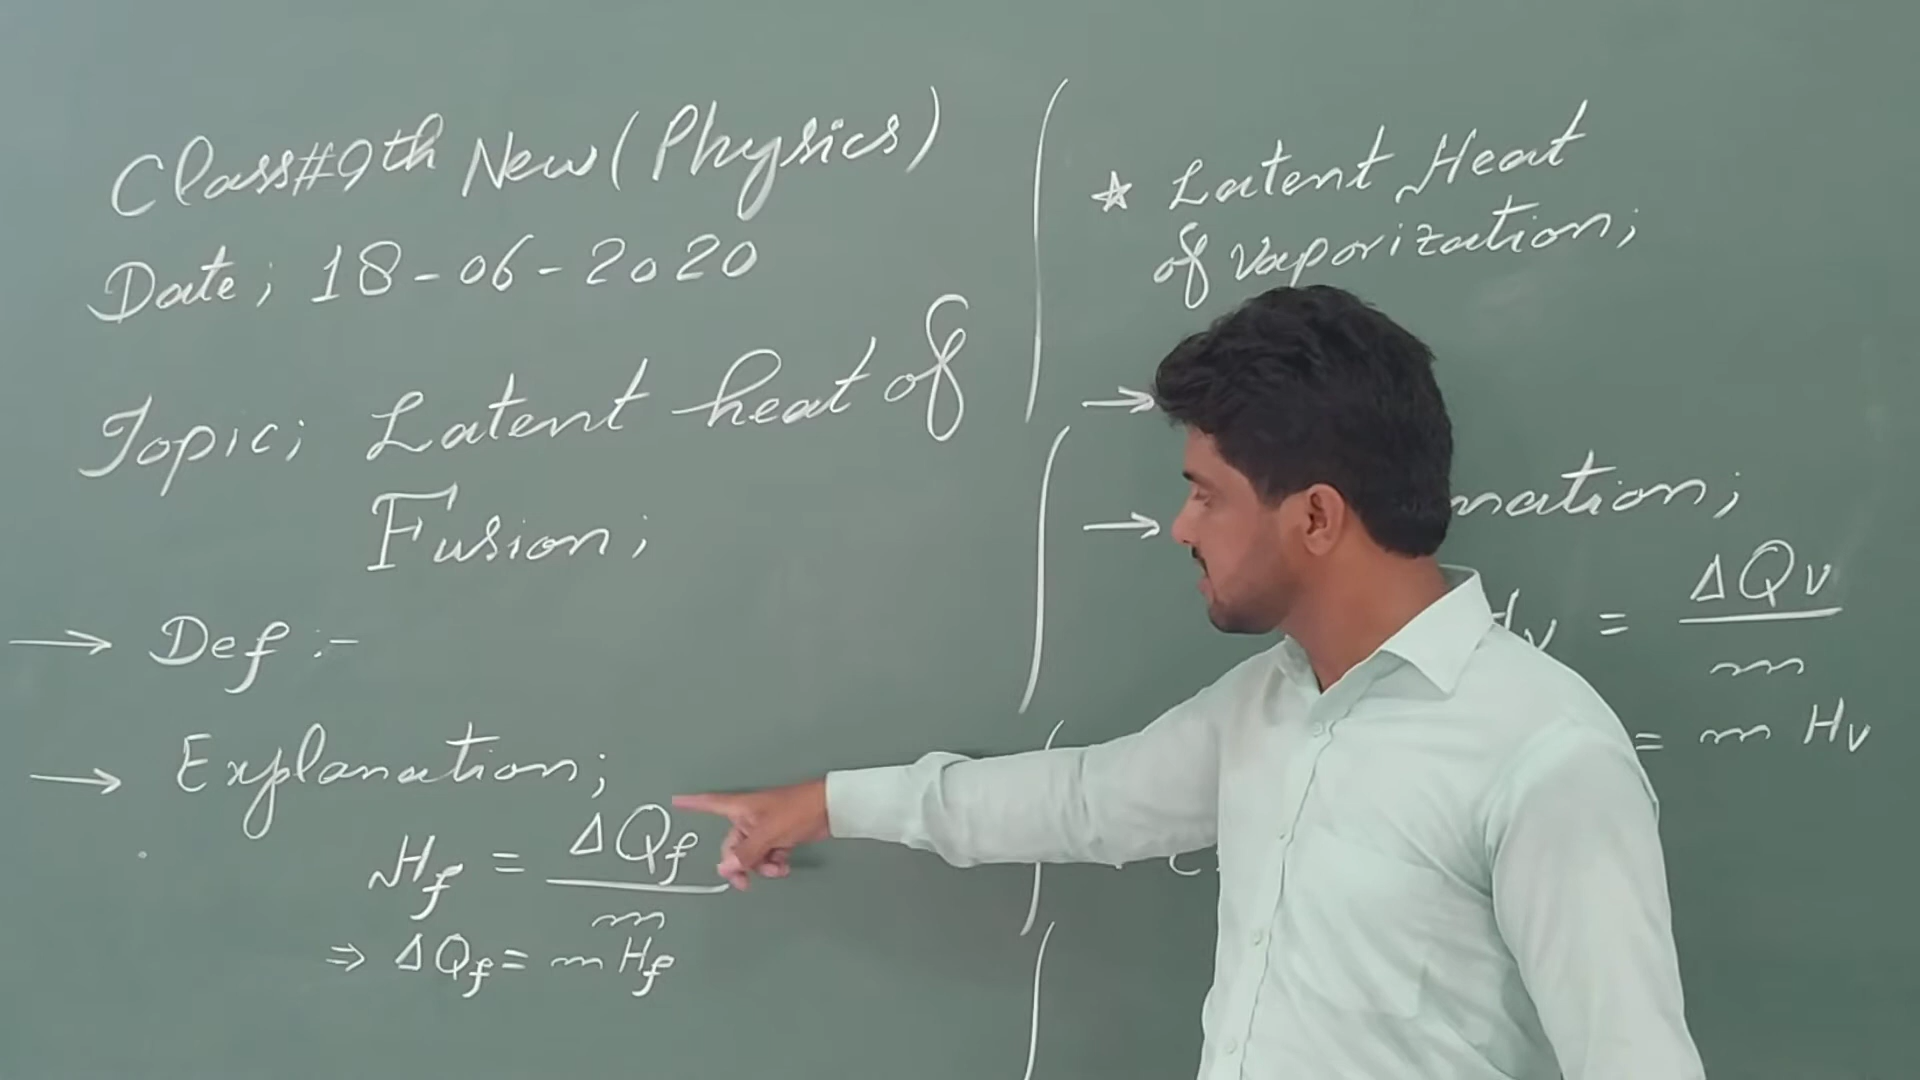 Class#9th New (Physics)
Date; 18-06-2020
Topic; Latent heat of
Fusion;
→ Def :-
→ Explanation;
Hf = ΔQf
m
⇒ ΔQf = m Hf
★ Latent Heat
of Vaporization;
→
→ nation;
Hv = ΔQv
m
= m Hv